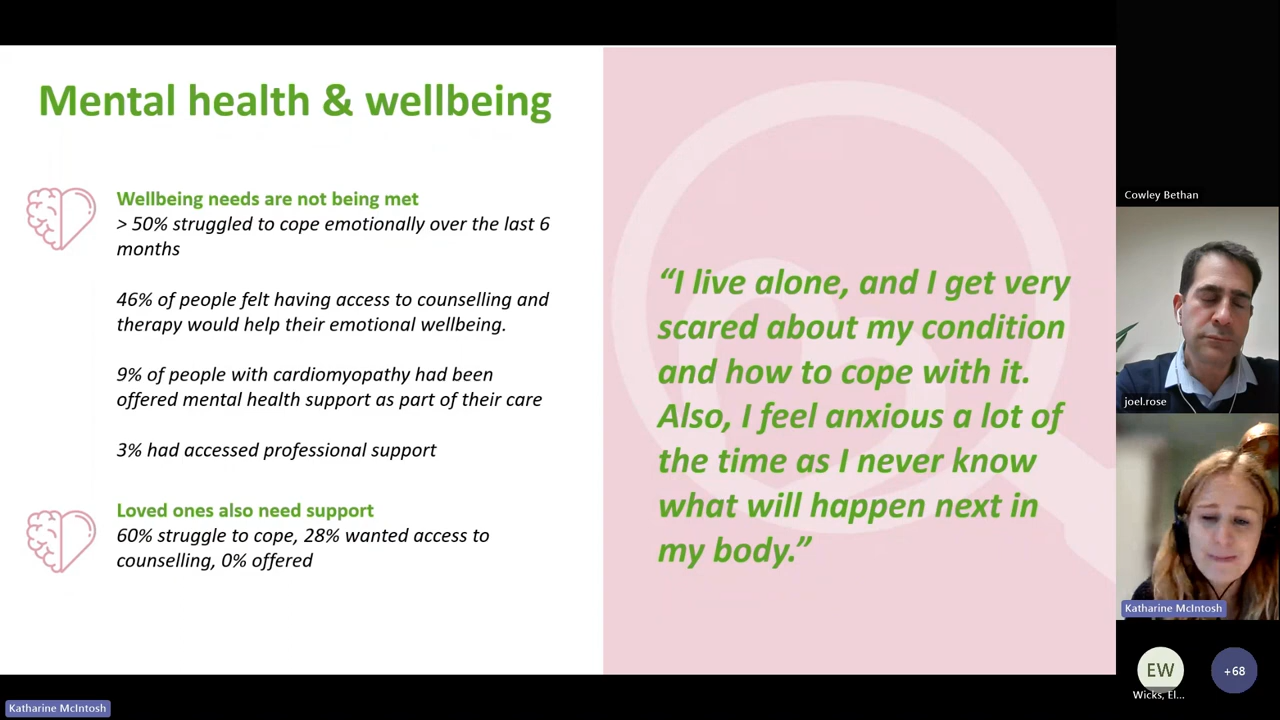 Mental health & wellbeing
Wellbeing needs are not being met
> 50% struggled to cope emotionally over the last 6
months
46% of people felt having access to counselling and
therapy would help their emotional wellbeing.
9% of people with cardiomyopathy had been
offered mental health support as part of their care
3% had accessed professional support
Loved ones also need support
60% struggle to cope, 28% wanted access to
counselling, 0% offered
“I live alone, and I get very
scared about my condition
and how to cope with it.
Also, I feel anxious a lot of
the time as I never know
what will happen next in
my body.”
Cowley Bethan
joel.rose
Katharine McIntosh
EW
Wicks, El...
+68
Katharine McIntosh